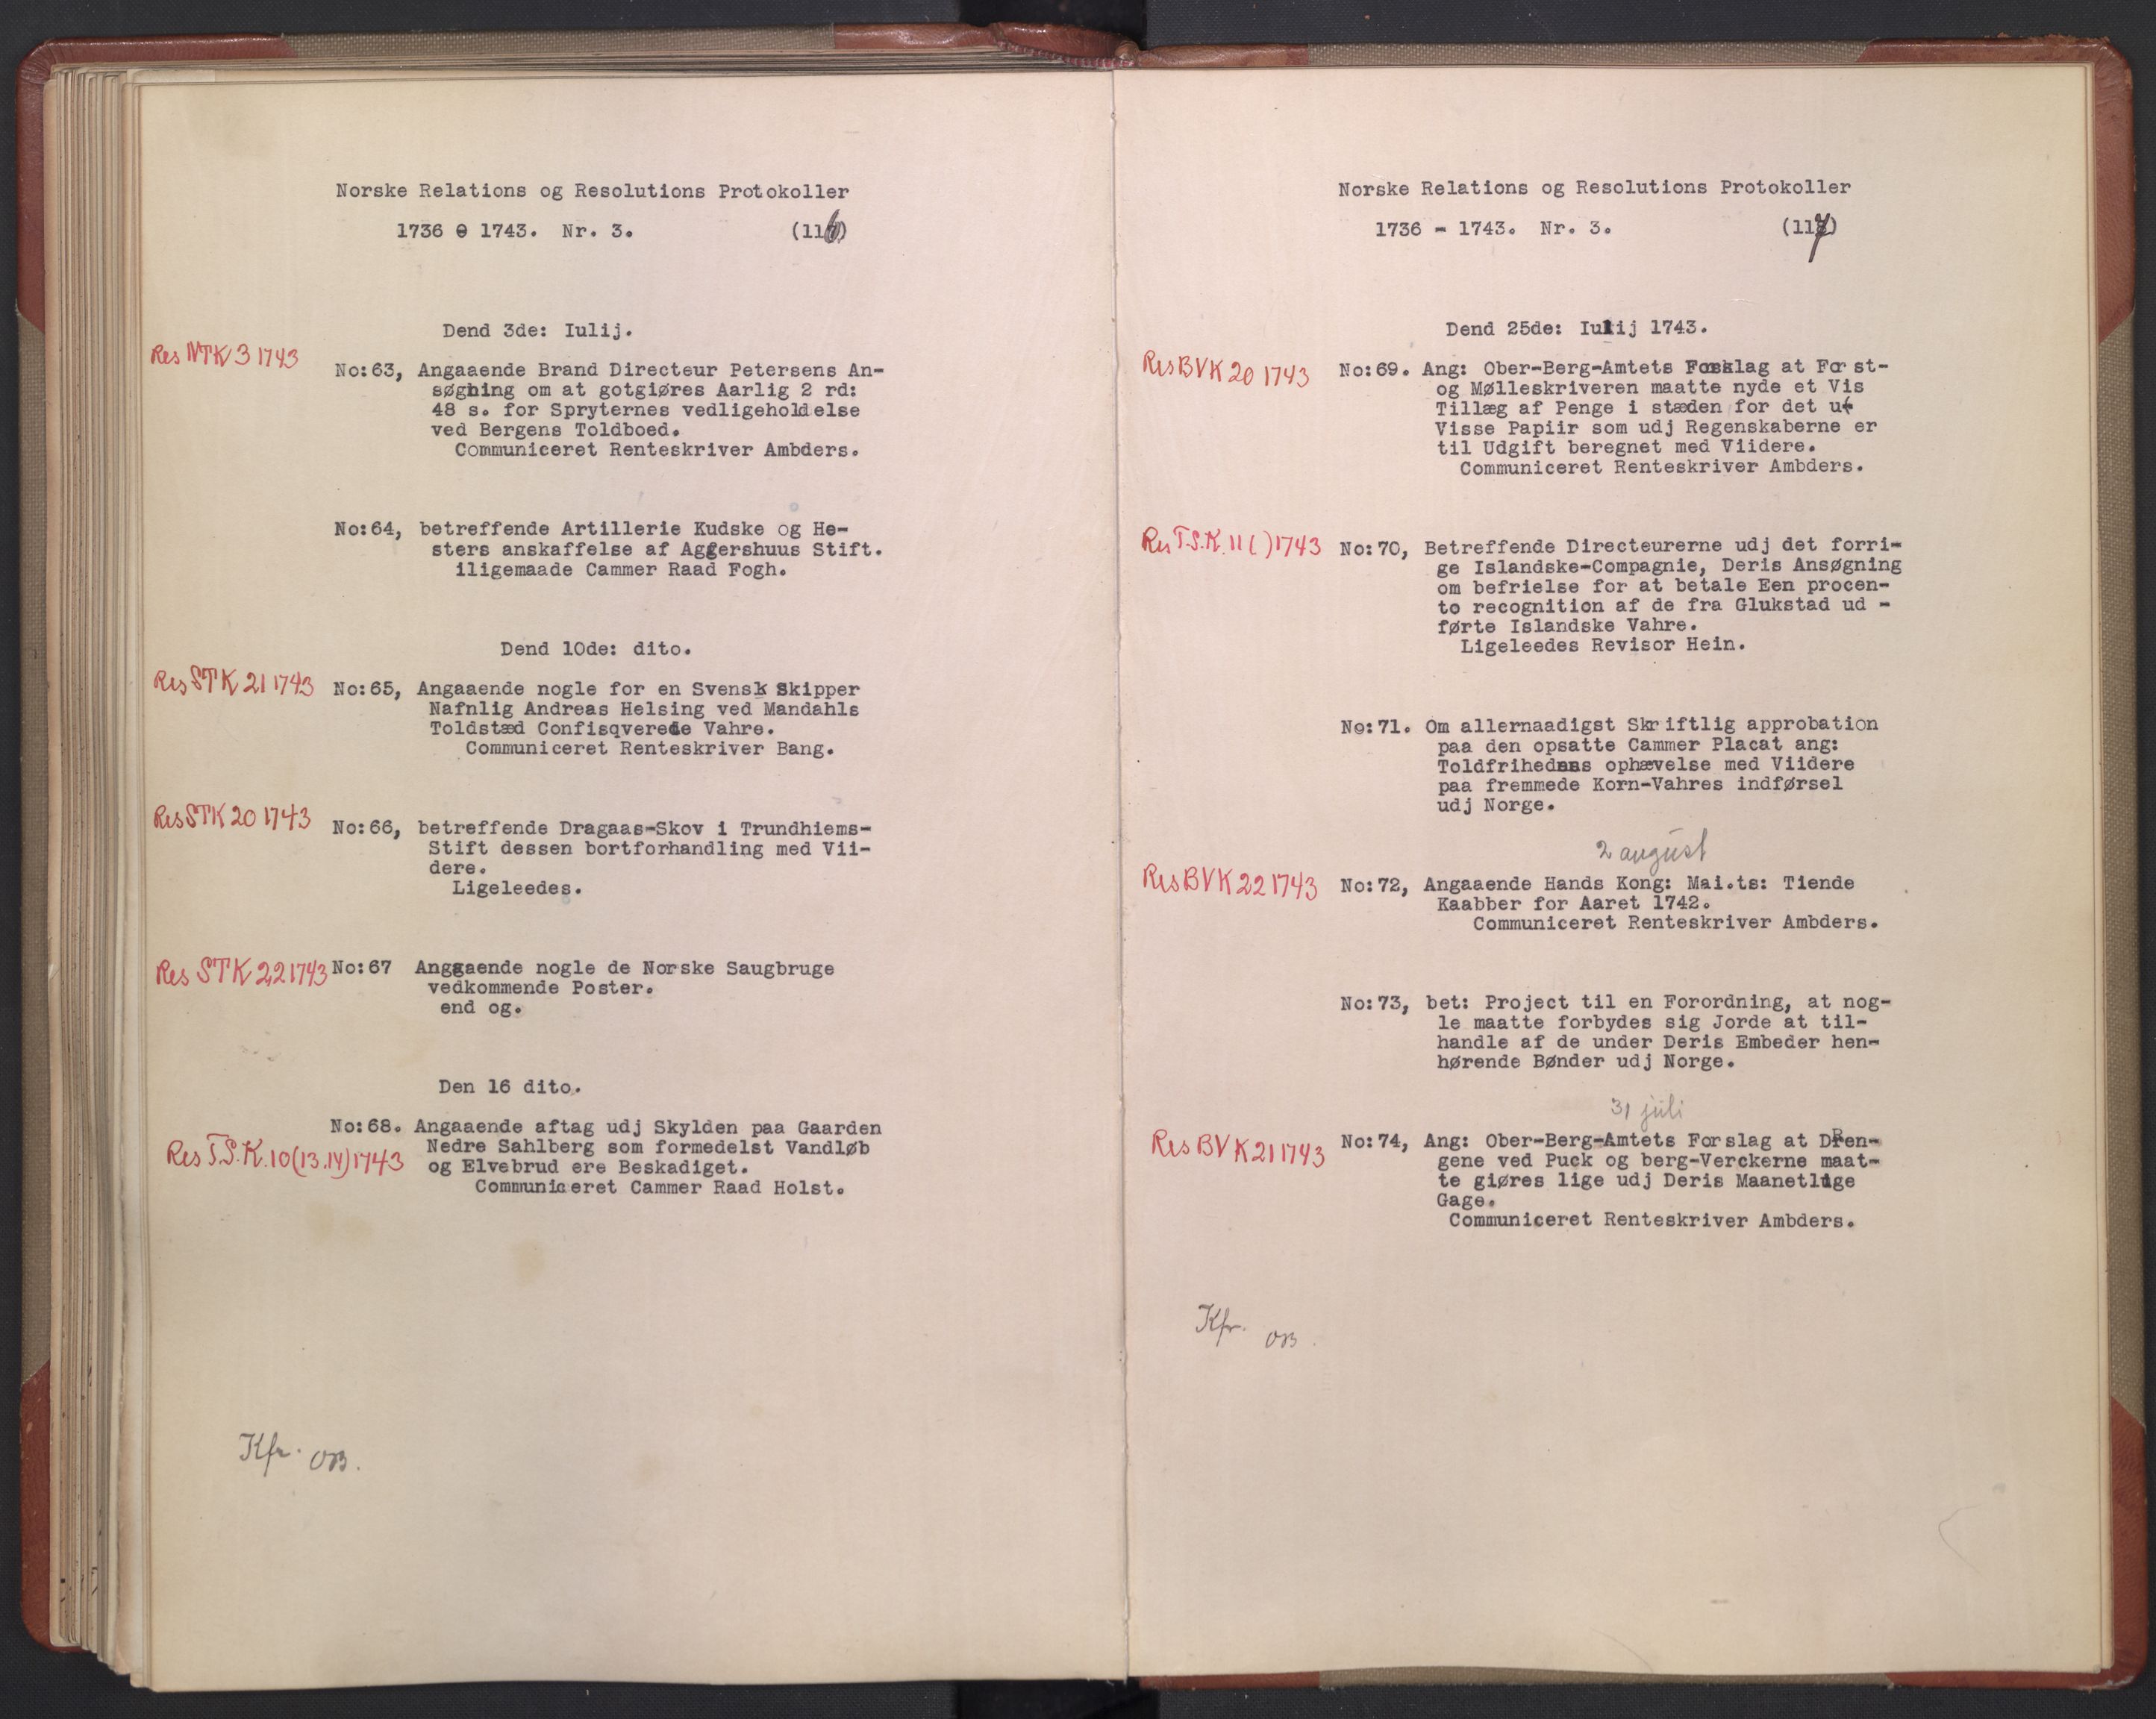 Norske Relations og Resolutions Protokoller
1736 0 1743. Nr. 3. (116)
Dend 3de: Iulij.
Res NTK 3 1743
No:63, Angaaende Brand Directeur Petersens An-
søgning om at gotgiøres Aarlig 2 rd:
48 s. for Spryternes vedligeholdelse
ved Bergens Toldboed.
Communiceret Renteskriver Ambders.
No:64, betreffende Artillerie Kudske og He-
sters anskaffelse af Aggershuus Stift.
iligemaade Cammer Raad Fogh.
Dend 10de: dito.
Res STK 21 1743 No:65, Angaaende nogle for en Svensk Skipper
Nafnlig Andreas Helsing ved Mandahls
Toldstæd Confisqverede Vahre.
Communiceret Renteskriver Bang.
Res STK 20 1743
No:66, betreffende Dragaas-Skov i Trundhiems-
Stift dessen bortforhandling med Vii-
dere.
Ligeleedes.
Res STK 22 1743 No:67 Anggaende nogle de Norske Saugbruge
vedkommende Poster.
end og.
Den 16 dito.
No:68. Angaaende aftag udj Skylden paa Gaarden
Res T.S.K. 10 (13.14) 1743 Nedre Sahlberg som formedelst Vandløb
og Elvebrud ere Beskadiget.
Communiceret Cammer Raad Holst.
Kfr. OB.
Norske Relations og Resolutions Protokoller
1736 - 1743. Nr. 3. (117)
Dend 25de: Iulij 1743.
Res BVK 20 1743 No:69. Ang: Ober-Berg-Amtets Forslag at Forst-
og Mølleskriveren maatte nyde et Vis
Tillæg af Penge i stæden for det u-
Visse Papiir som udj Regenskaberne er
til Udgift beregnet med Viidere.
Communiceret Renteskriver Ambders.
Res T.S.K. 11 ( ) 1743 No:70, Betreffende Directeurerne udj det forri-
ge Islandske-Compagnie, Deris Ansøgning
om befrielse for at betale Een procen-
to recognition af de fra Glukstad ud -
førte Islandske Vahre.
Ligeleedes Revisor Hein.
No:71. Om allernaadigst Skriftlig approbation
paa den opsatte Cammer Placat ang:
Toldfrihedens ophævelse med Viidere
paa fremmede Korn-Vahres indførsel
udj Norge.
2 august
Res BVK 22 1743 No:72, Angaaende Hands Kong: Mai.ts: Tiende
Kaabber for Aaret 1742.
Communiceret Renteskriver Ambders.
No:73, bet: Project til en Forordning, at nog-
le maatte forbydes sig Jorde at til-
handle af de under Deris Embeder hen-
hørende Bønder udj Norge.
31 juli
Res BVK 21 1743 No:74, Ang: Ober-Berg-Amtets Forslag at Dren-
gene ved Puck og berg-Verckerne maat-
te giøres lige udj Deris Maanetlige
Gage.
Communiceret Renteskriver Ambders.
Kfr. OB.